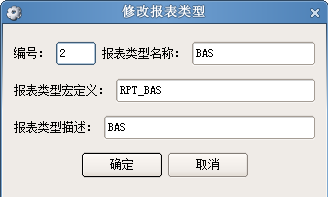 修改报表类型
编号： 2 报表类型名称： BAS
报表类型宏定义： RPT_BAS
报表类型描述： BAS
确定 取消